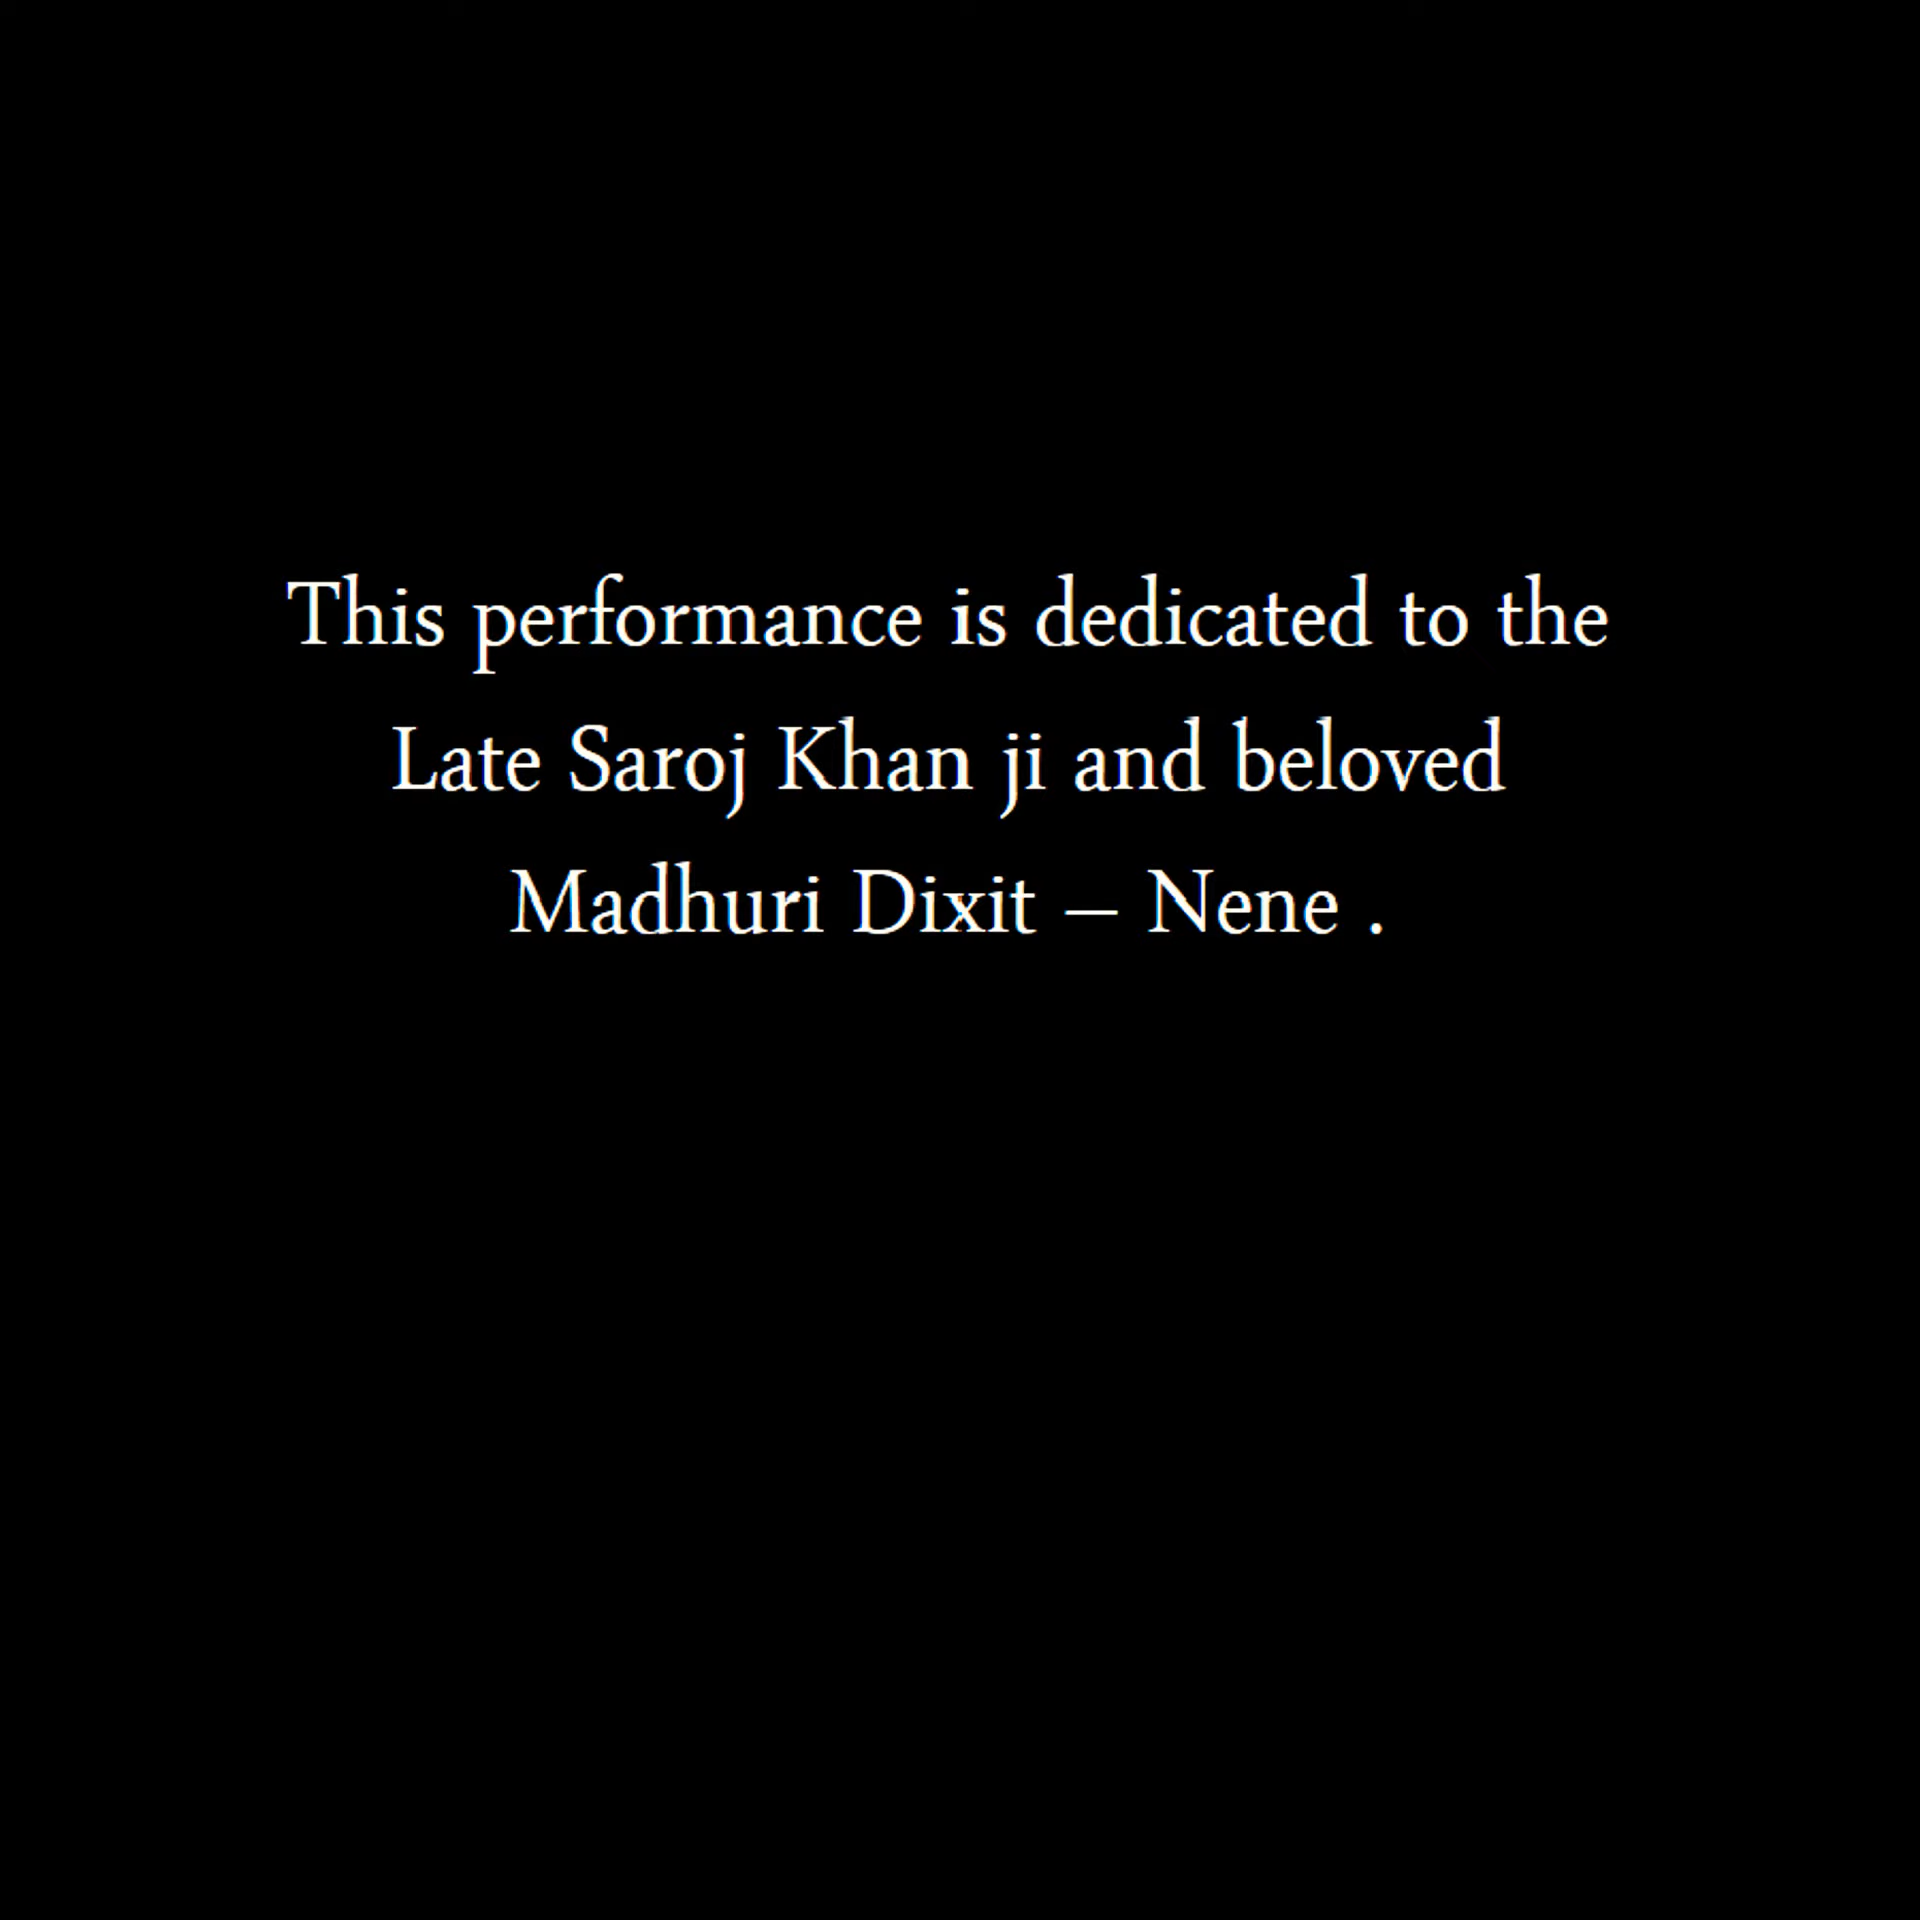 This performance is dedicated to the
Late Saroj Khan ji and beloved
Madhuri Dixit – Nene .